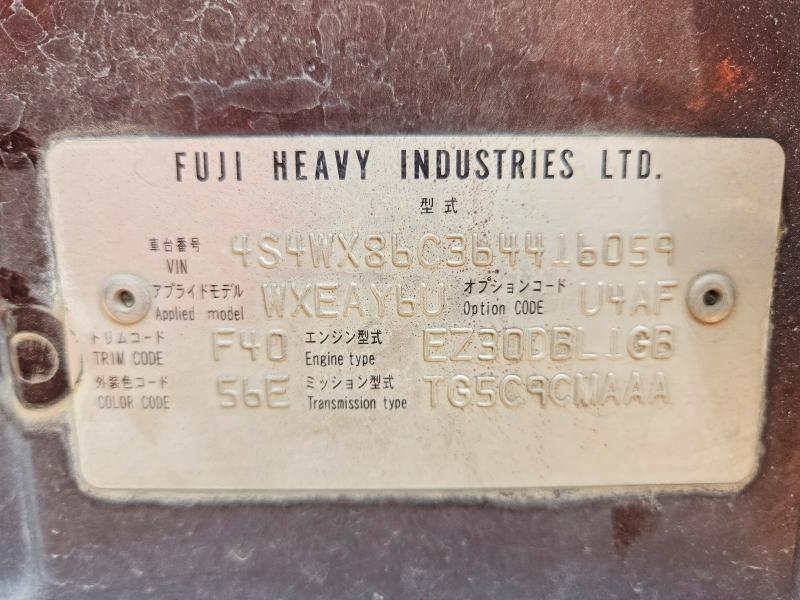 FUJI HEAVY INDUSTRIES LTD.
型式
車台番号 4S4WX86C364416059
VIN
アプライドモデル WXEAY6U オプションコード U4AF
Applied model Option CODE
トリムコード F40 エンジン型式 EZ30DBL1GB
TRIM CODE Engine type
外装色コード 56E ミッション型式 TG5C9CMAAA
COLOR CODE Transmission type